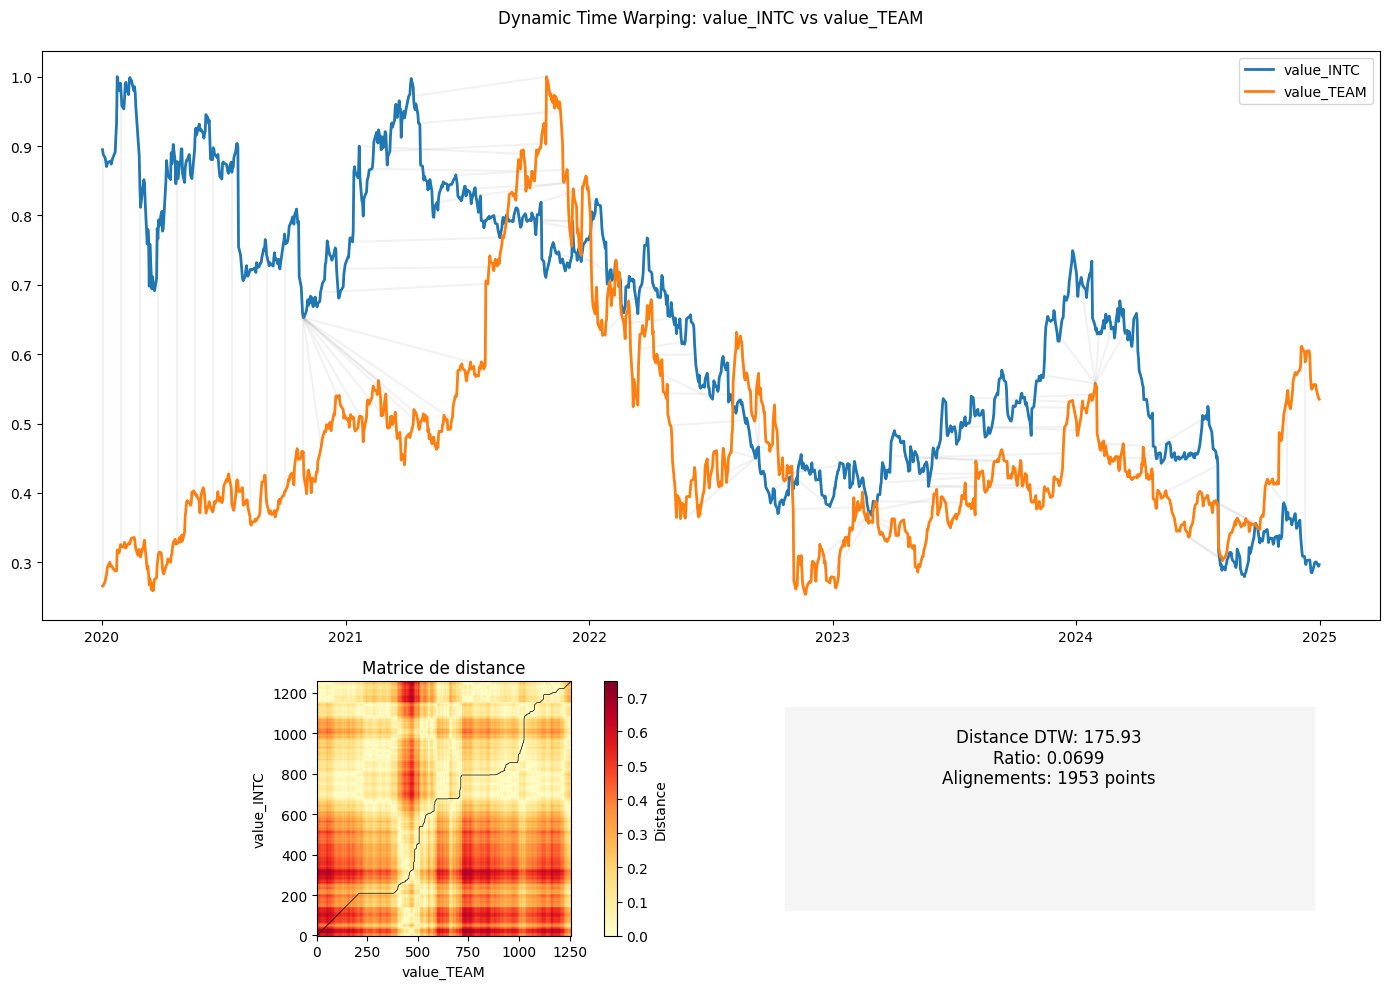 Dynamic Time Warping: value_INTC vs value_TEAM
value_INTC
value_TEAM
1.0
0.9
0.8
0.7
0.6
0.5
0.4
0.3
2020 2021 2022 2023 2024 2025
Matrice de distance
value_INTC
1200
1000
800
600
400
200
0
0 250 500 750 1000 1250
value_TEAM
0.7
0.6
0.5
0.4
0.3
0.2
0.1
0.0
Distance
Distance DTW: 175.93
Ratio: 0.0699
Alignements: 1953 points